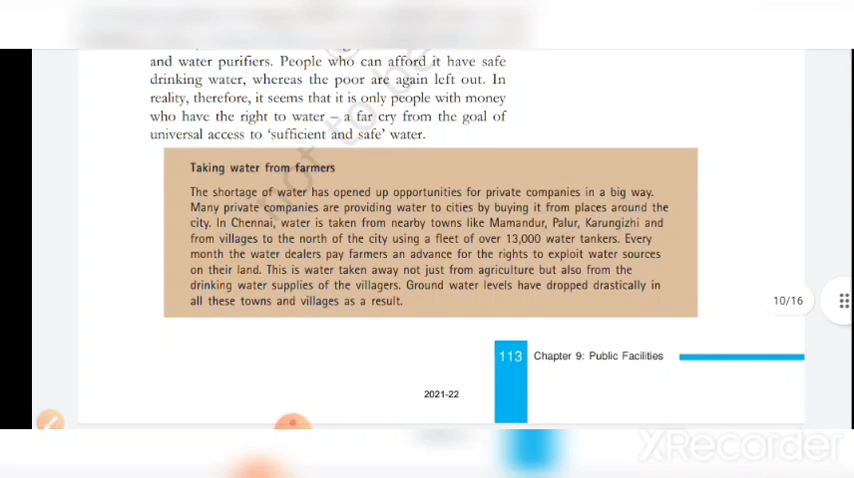 and water purifiers. People who can afford it have safe
drinking water, whereas the poor are again left out. In
reality, therefore, it seems that it is only people with money
who have the right to water – a far cry from the goal of
universal access to ‘sufficient and safe’ water.
Taking water from farmers
The shortage of water has opened up opportunities for private companies in a big way.
Many private companies are providing water to cities by buying it from places around the
city. In Chennai, water is taken from nearby towns like Mamandur, Palur, Karungizhi and
from villages to the north of the city using a fleet of over 13,000 water tankers. Every
month the water dealers pay farmers an advance for the rights to exploit water sources
on their land. This is water taken away not just from agriculture but also from the
drinking water supplies of the villagers. Ground water levels have dropped drastically in
all these towns and villages as a result.
10/16
113 Chapter 9: Public Facilities
2021-22
XRecorder
not to be